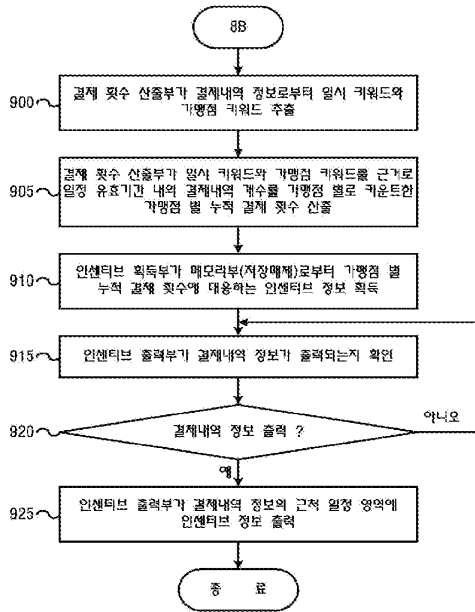 8B
900
결제 횟수 산출부가 결제내역 정보로부터 일시 키워드와
가맹점 키워드 추출
905
결제 횟수 산출부가 일시 키워드와 가맹점 키워드를 근거로
일정 유효기간 내의 결제내역 개수를 가맹점 별로 카운트한
가맹점 별 누적 결제 횟수 산출
910
인센티브 획득부가 메모리부(저장매체)로부터 가맹점 별
누적 결제 횟수에 대응하는 인센티브 정보 획득
915
인센티브 출력부가 결제내역 정보가 출력되는지 확인
920
결제내역 정보 출력 ?
아니오
예
925
인센티브 출력부가 결제내역 정보의 근처 일정 영역에
인센티브 정보 출력
종 료